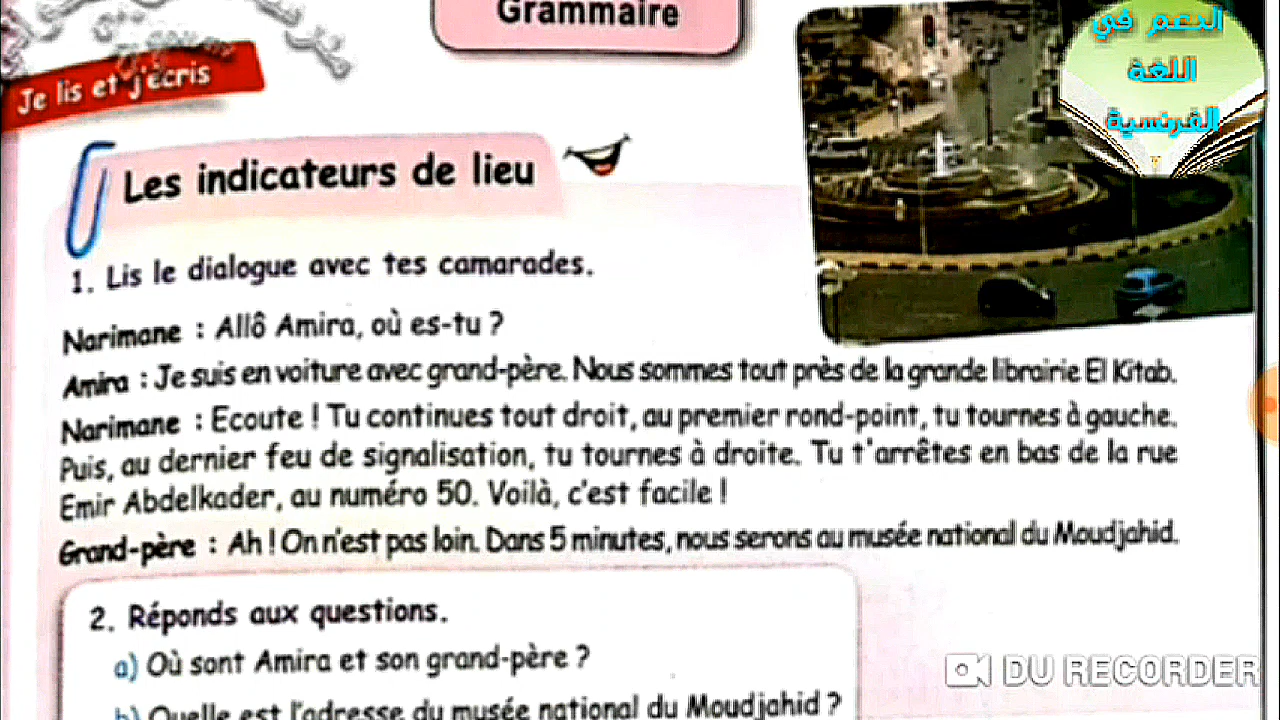 Grammaire
الدعم في
اللغة
الفرنسية
Je lis et j'écris
Les indicateurs de lieu
1. Lis le dialogue avec tes camarades.
Narimane : Allô Amira, où es-tu ?
Amira : Je suis en voiture avec grand-père. Nous sommes tout près de la grande librairie El Kitab.
Narimane : Ecoute ! Tu continues tout droit, au premier rond-point, tu tournes à gauche.
Puis, au dernier feu de signalisation, tu tournes à droite. Tu t'arrêtes en bas de la rue
Emir Abdelkader, au numéro 50. Voilà, c'est facile !
Grand-père : Ah ! On n'est pas loin. Dans 5 minutes, nous serons au musée national du Moudjahid.
2. Réponds aux questions.
a) Où sont Amira et son grand-père ?
b) Quelle est l'adresse du musée national du Moudjahid ?
DU RECORDER